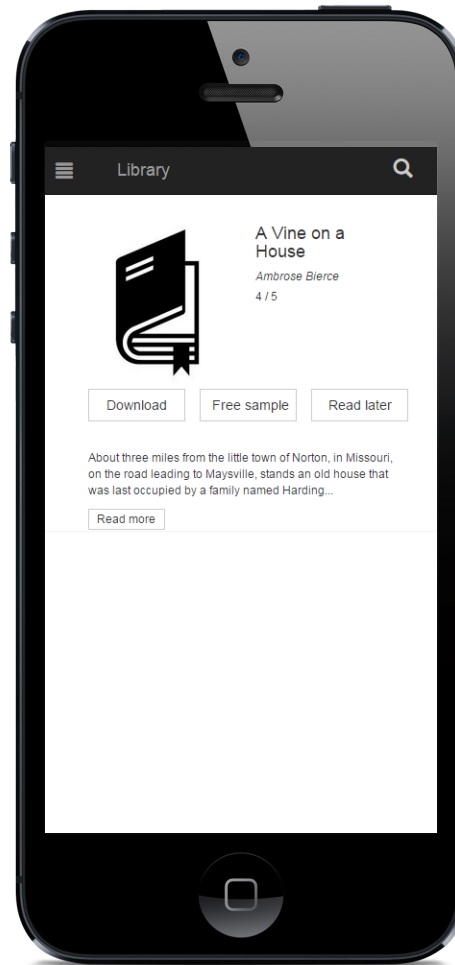 Library
A Vine on a
House
Ambrose Bierce
4 / 5
Download
Free sample
Read later
About three miles from the little town of Norton, in Missouri,
on the road leading to Maysville, stands an old house that
was last occupied by a family named Harding...
Read more